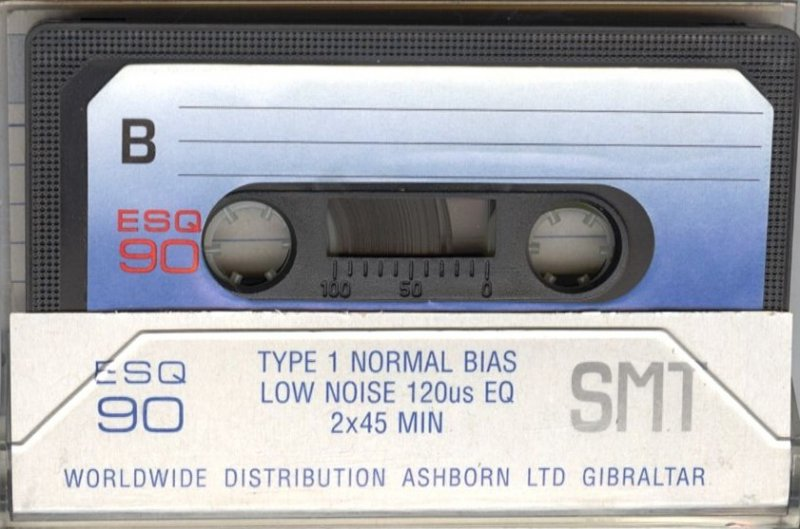 B
ESQ
90
100 50 0
ESQ
90
TYPE 1 NORMAL BIAS
LOW NOISE 120us EQ
2x45 MIN
SMT
WORLDWIDE DISTRIBUTION ASHBORN LTD GIBRALTAR